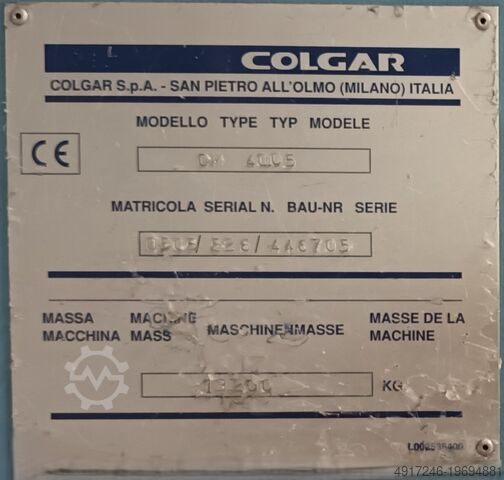 COLGAR
COLGAR S.p.A. - SAN PIETRO ALL'OLMO (MILANO) ITALIA
MODELLO TYPE TYP MODELE
CE
4005
MATRICOLA SERIAL N. BAU-NR SERIE
MASSA MACCHINA
MACHINE MASS
MASCHINENMASSE
MASSE DE LA MACHINE
KG
4917246-19694881